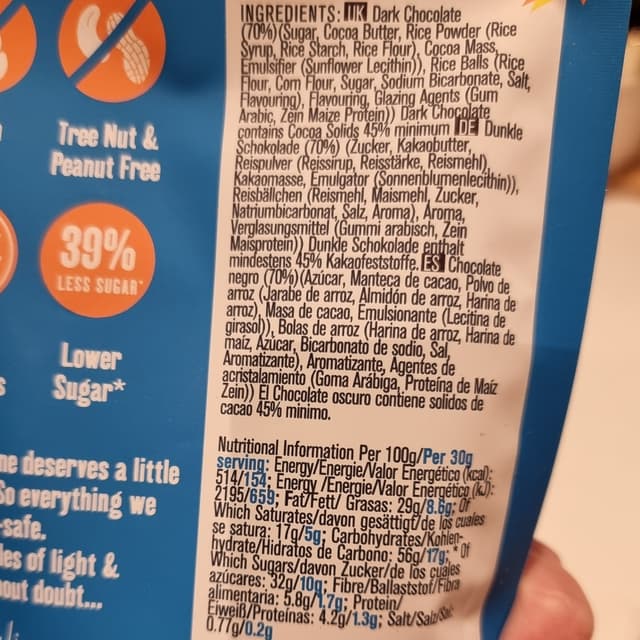 Tree Nut &
Peanut Free
39%
LESS SUGAR*
Lower
Sugar*
deserves a little
So everything we
-safe.
of light &
out doubt...
INGREDIENTS: UK Dark Chocolate
(70%)(Sugar, Cocoa Butter, Rice Powder (Rice
Syrup, Rice Starch, Rice Flour), Cocoa Mass,
Emulsifier (Sunflower Lecithin)), Rice Balls (Rice
Flour, Corn Flour, Sugar, Sodium Bicarbonate, Salt,
Flavouring), Flavouring, Glazing Agents (Gum
Arabic, Zein Maize Protein)) Dark Chocolate
contains Cocoa Solids 45% minimum DE Dunkle
Schokolade (70%) (Zucker, Kakaobutter,
Reispulver (Reissirup, Reisstärke, Reismehl),
Kakaomasse, Emulgator (Sonnenblumenlecithin)),
Reisbällchen (Reismehl, Maismehl, Zucker,
Natriumbicarbonat, Salz, Aroma), Aroma,
Verglasungsmittel (Gummi arabisch, Zein
Maisprotein)) Dunkle Schokolade enthält
mindestens 45% Kakaofeststoffe. ES Chocolate
negro (70%)(Azúcar, Manteca de cacao, Polvo de
arroz (Jarabe de arroz, Almidón de arroz, Harina de
arroz), Masa de cacao, Emulsionante (Lecitina de
girasol)), Bolas de arroz (Harina de arroz, Harina de
maíz, Azúcar, Bicarbonato de sodio, Sal,
Aromatizante), Aromatizante, Agentes de
acristalamiento (Goma Arábiga, Proteína de Maíz
Zein)) El Chocolate oscuro contiene solidos de
cacao 45% minimo.
Nutritional Information Per 100g/Per 30g
serving: Energy/Energie/Valor Energético (kcal):
514/154; Energy /Energie/Valor Energético (kJ):
2195/659; Fat/Fett/ Grasas: 29g/8.6g; Of
Which Saturates/davon gesättigt/de los cuales
se satura: 17g/5g; Carbohydrates/Kohlen-
hydrate/Hidratos de Carbono: 56g/17g; *Of
Which Sugars/davon Zucker/de los cuales
azúcares: 32g/10g; Fibre/Ballaststof/Fibra
alimentaria: 5.8g/1.7g; Protein/
Eiweiß/Proteínas: 4.2g/1.3g; Salt/Salz/Sal:
0.77g/0.2g